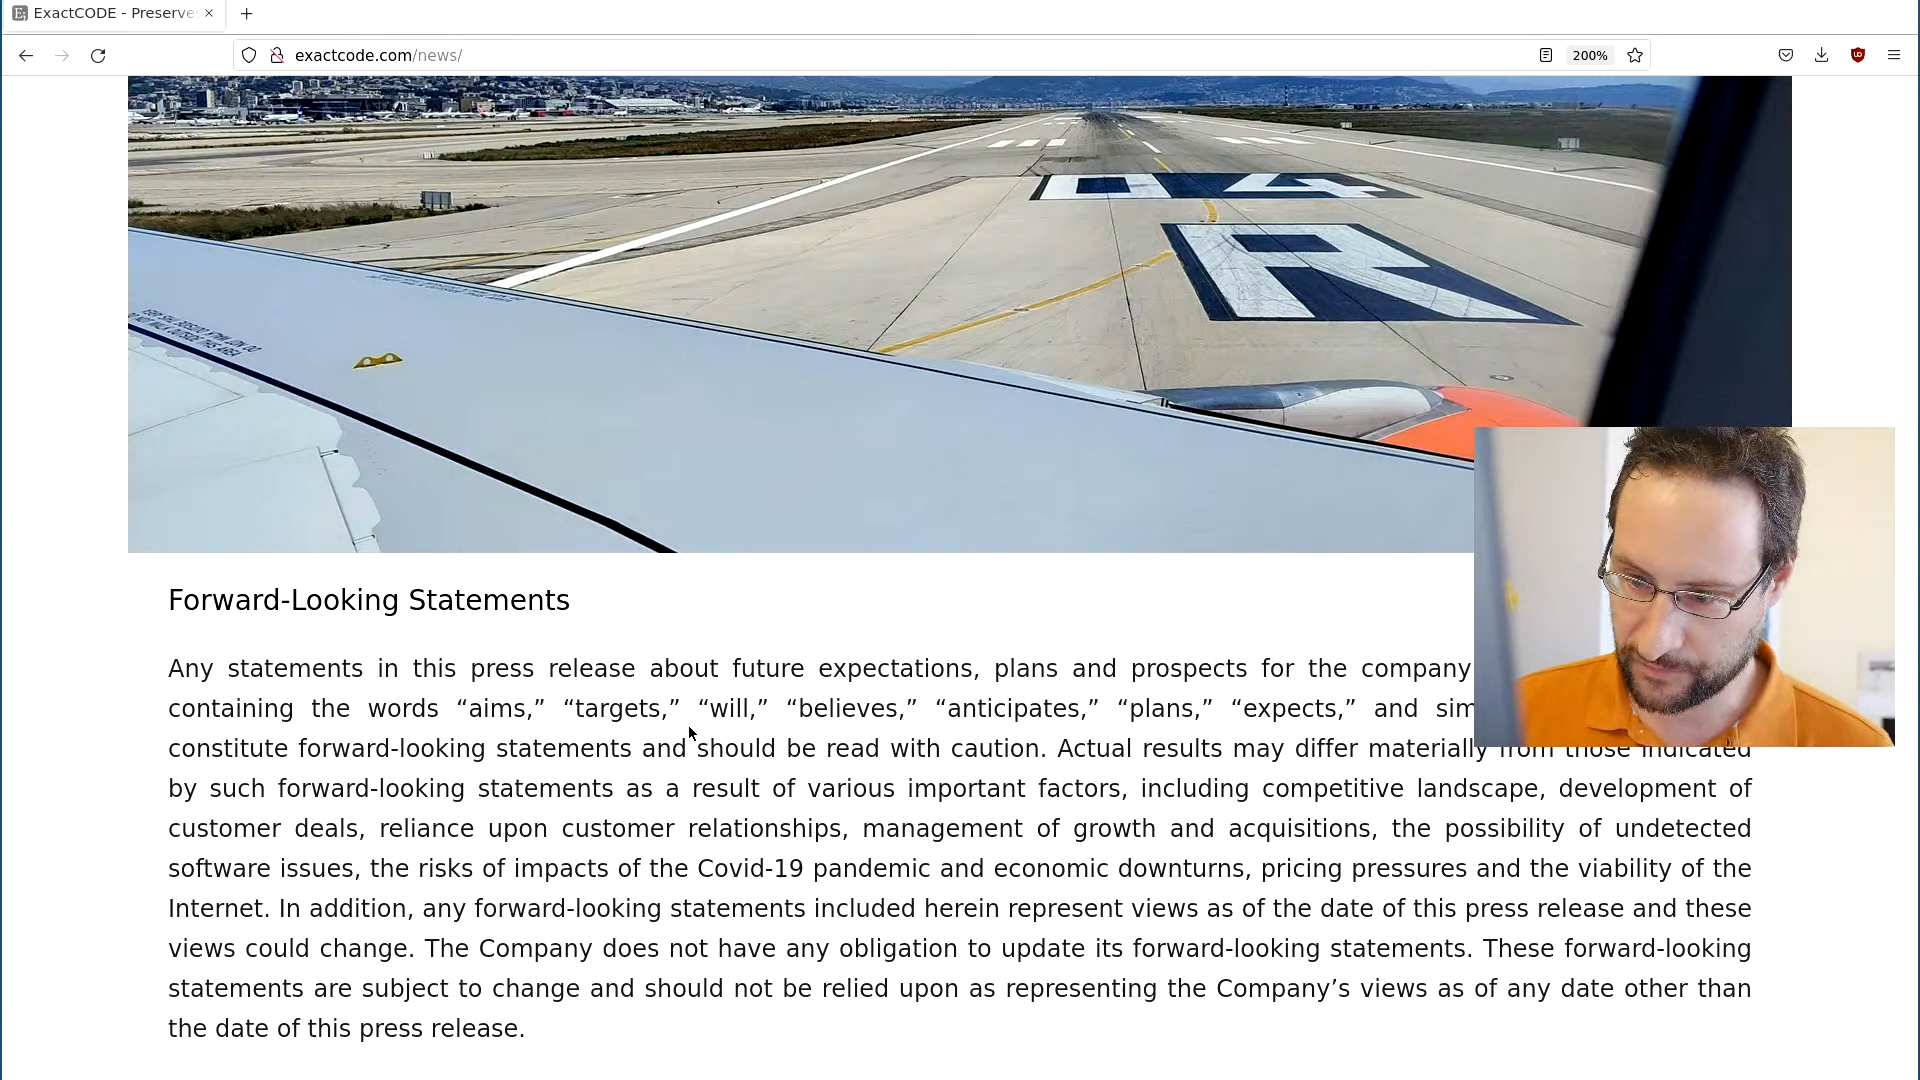 ExactCODE - Preserve
exactcode.com/news/
200%
04
R
Forward-Looking Statements
Any statements in this press release about future expectations, plans and prospects for the company,
containing the words “aims,” “targets,” “will,” “believes,” “anticipates,” “plans,” “expects,” and
constitute forward-looking statements and should be read with caution. Actual results may differ materially from those indicated
by such forward-looking statements as a result of various important factors, including competitive landscape, development of
customer deals, reliance upon customer relationships, management of growth and acquisitions, the possibility of undetected
software issues, the risks of impacts of the Covid-19 pandemic and economic downturns, pricing pressures and the viability of the
Internet. In addition, any forward-looking statements included herein represent views as of the date of this press release and these
views could change. The Company does not have any obligation to update its forward-looking statements. These forward-looking
statements are subject to change and should not be relied upon as representing the Company’s views as of any date other than
the date of this press release.